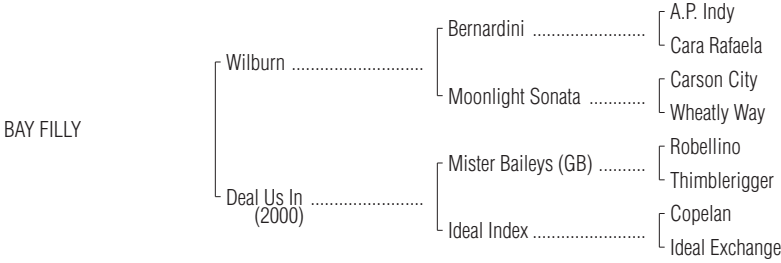 A.P. Indy
Bernardini ........................
Cara Rafaela
Wilburn ............................
Carson City
Moonlight Sonata ............
Wheatly Way
BAY FILLY
Robellino
Mister Baileys (GB) ..........
Thimblerigger
Deal Us In ........................
(2000)
Copelan
Ideal Index ........................
Ideal Exchange